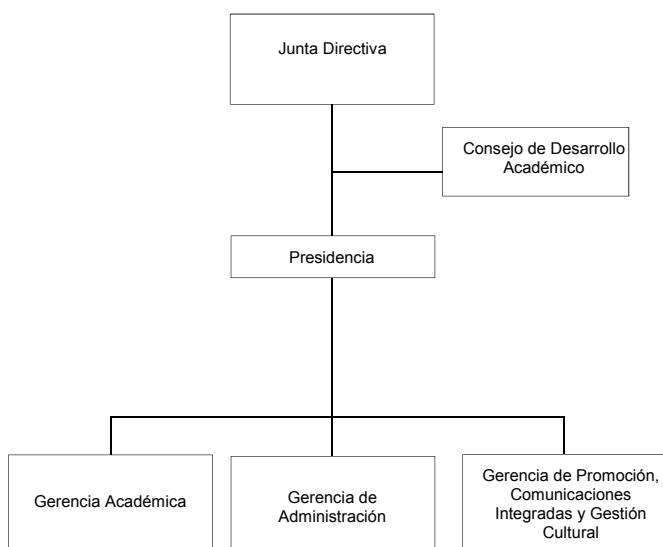 Junta Directiva
Consejo de Desarrollo
Académico
Presidencia
Gerencia Académica
Gerencia de
Administración
Gerencia de Promoción,
Comunicaciones
Integradas y Gestión
Cultural